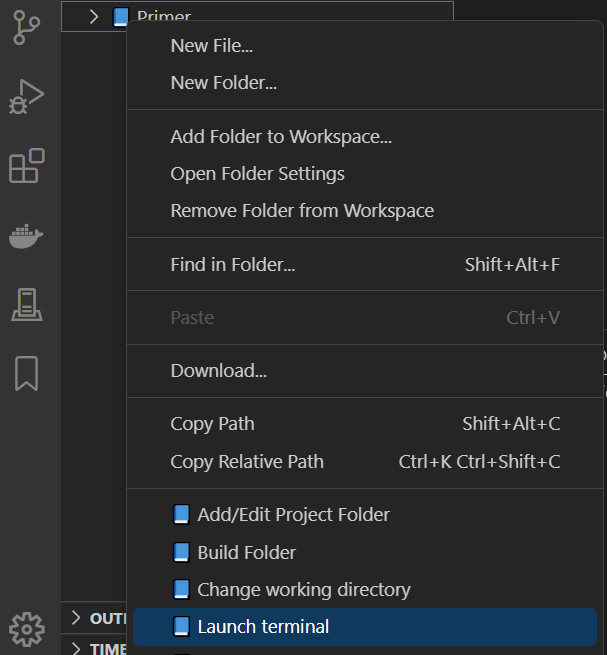 Primer
New File...
New Folder...
Add Folder to Workspace...
Open Folder Settings
Remove Folder from Workspace
Find in Folder... Shift+Alt+F
Paste Ctrl+V
Download...
Copy Path Shift+Alt+C
Copy Relative Path Ctrl+K Ctrl+Shift+C
Add/Edit Project Folder
Build Folder
Change working directory
OUTL
Launch terminal
TIME